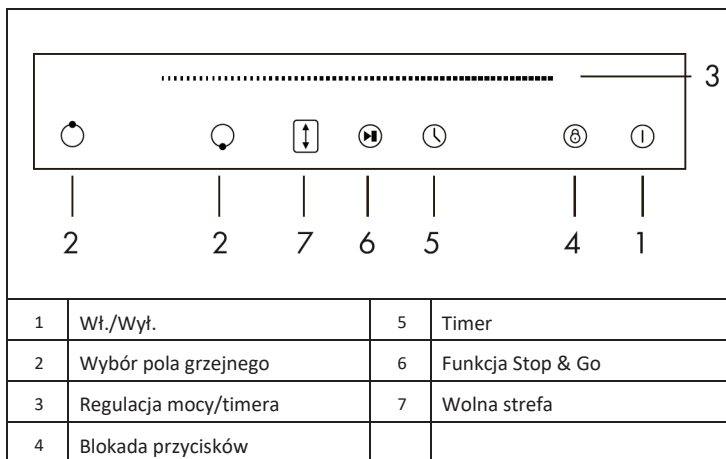 3
2 2 7 6 5 4 1
1 Wł./Wył. 5 Timer
2 Wybór pola grzejnego 6 Funkcja Stop & Go
3 Regulacja mocy/timera 7 Wolna strefa
4 Blokada przycisków